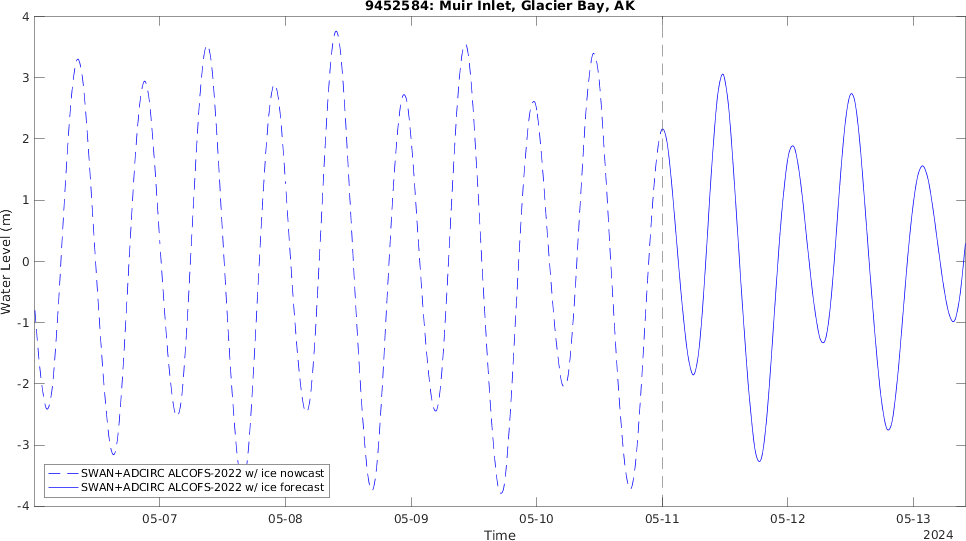 9452584: Muir Inlet, Glacier Bay, AK
4
3
2
1
0
-1
-2
-3
-4
Water Level (m)
SWAN+ADCIRC ALCOFS-2022 w/ ice nowcast
SWAN+ADCIRC ALCOFS-2022 w/ ice forecast
05-07 05-08 05-09 05-10 05-11 05-12 05-13
Time
2024